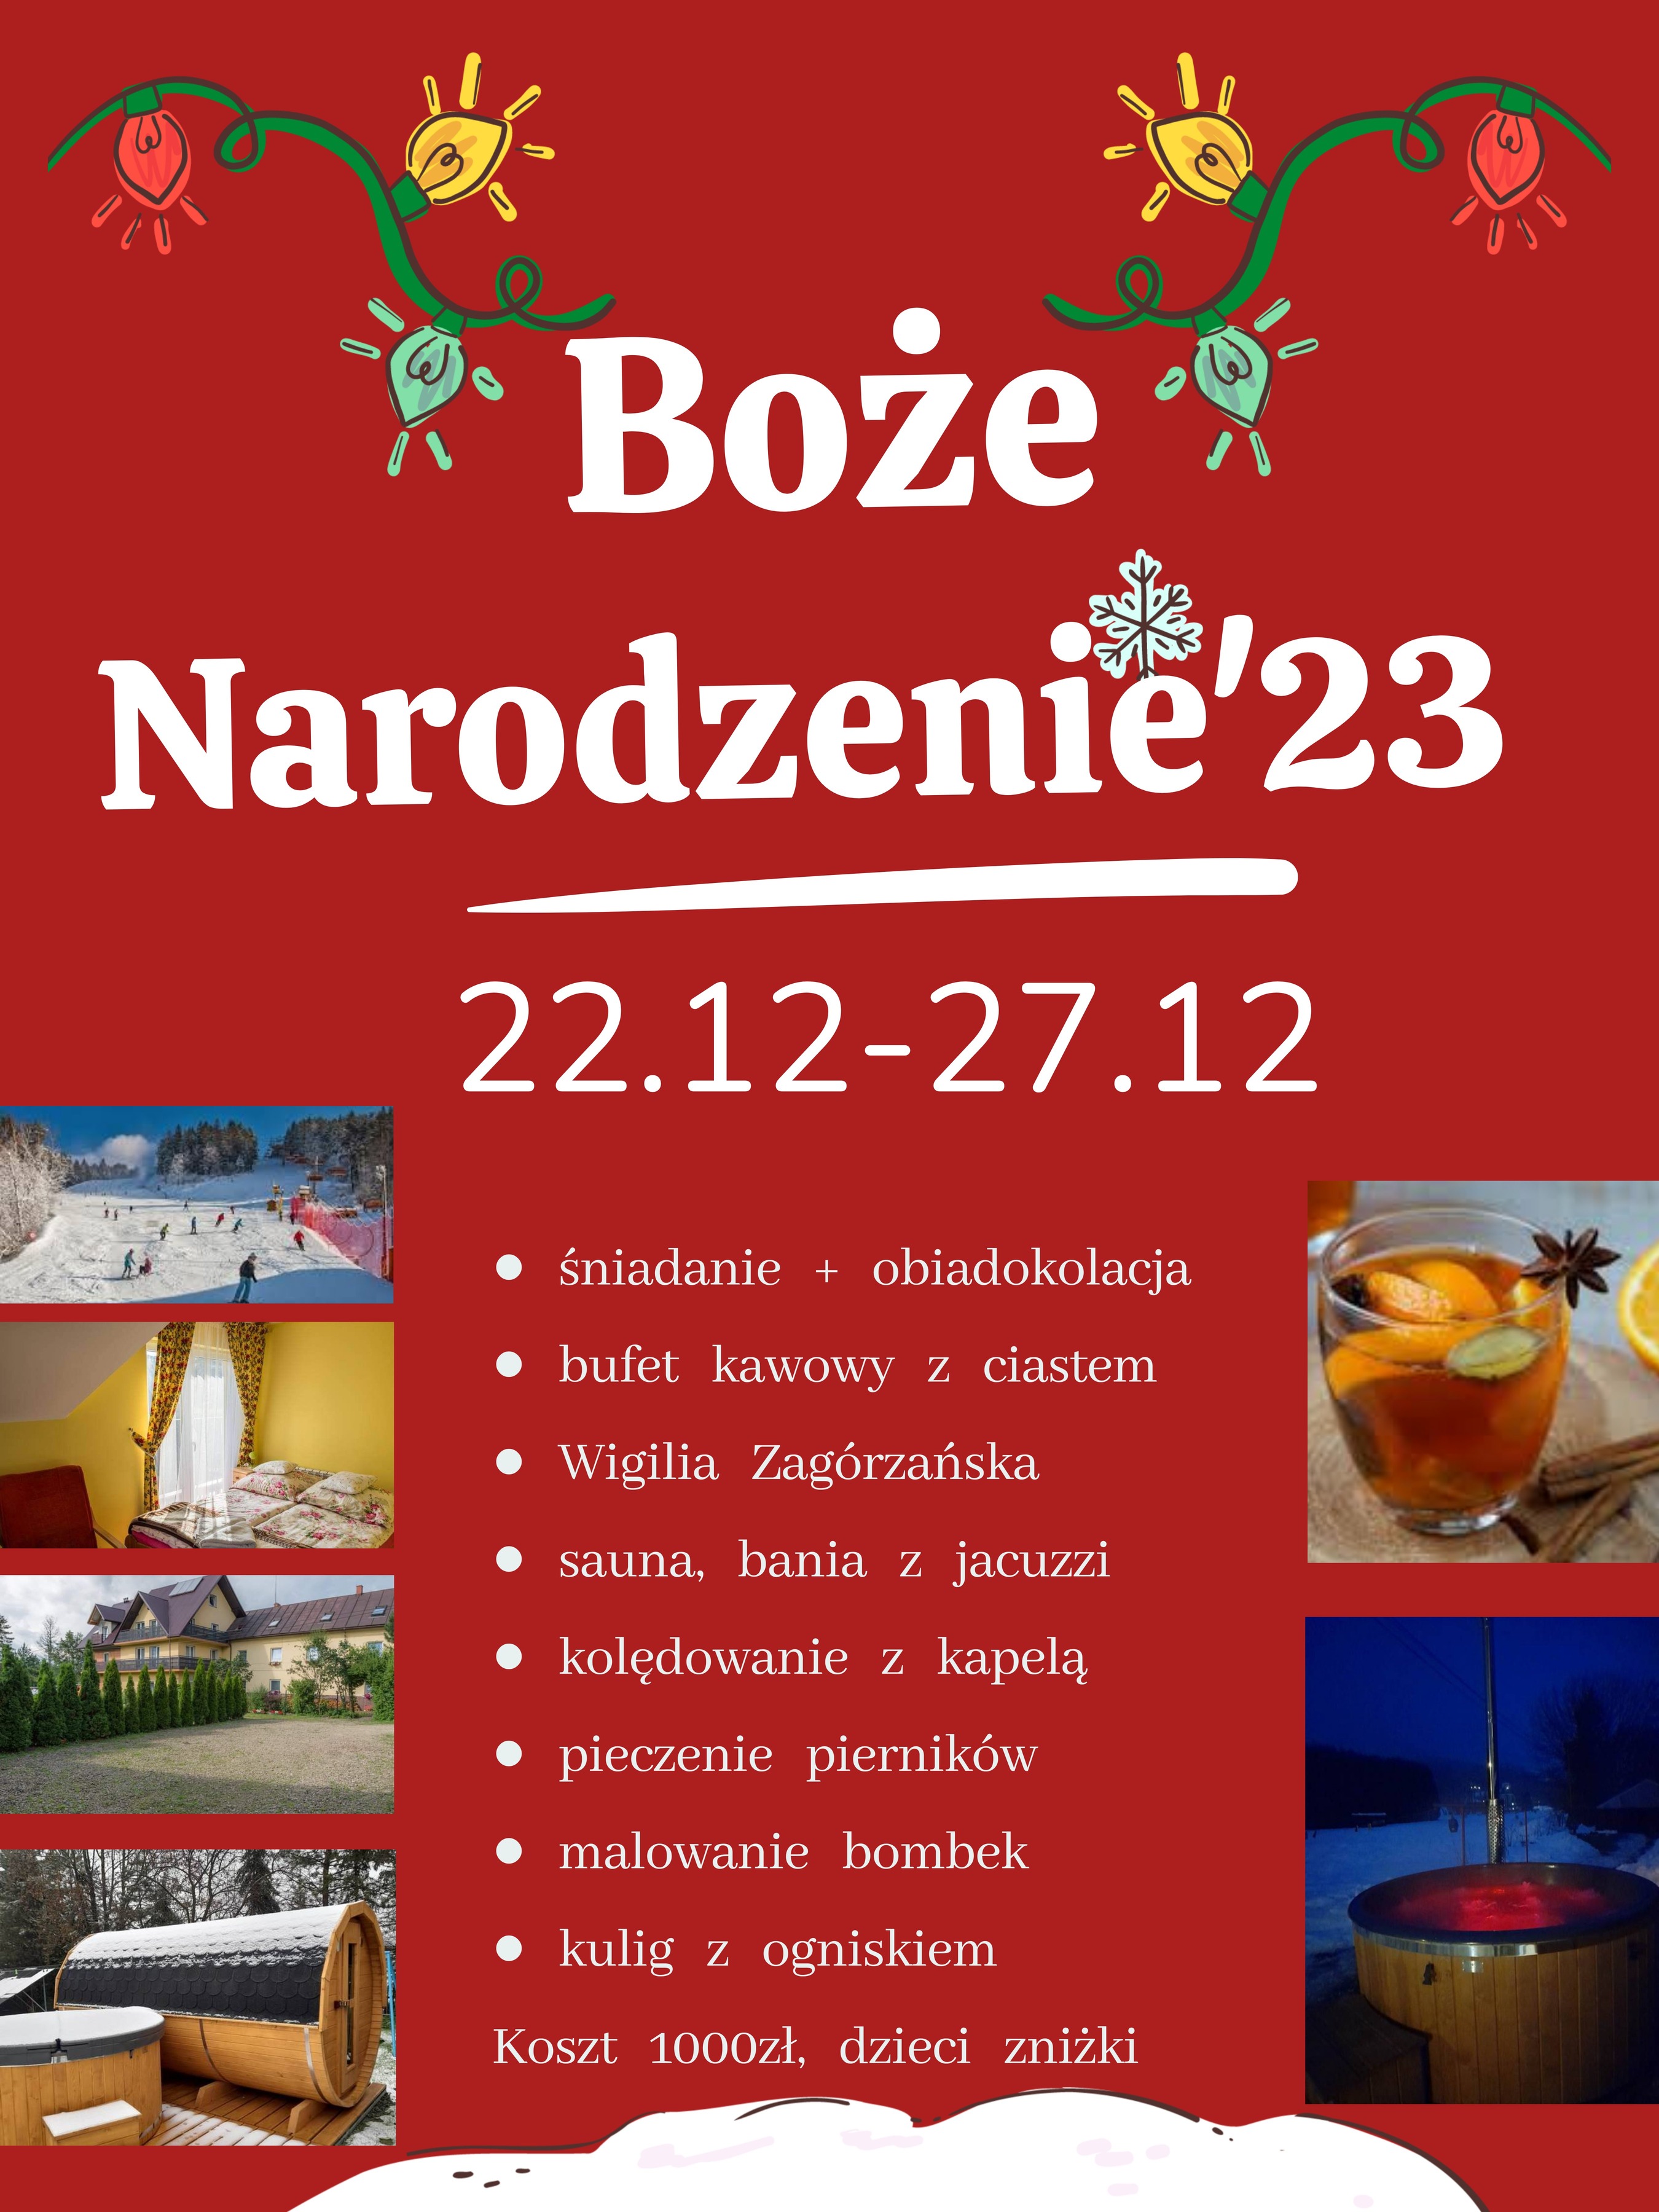 Boże
Narodzenie'23
22.12-27.12
• śniadanie + obiadokolacja
• bufet kawowy z ciastem
• Wigilia Zagórzańska
• sauna, bania z jacuzzi
• kolędowanie z kapelą
• pieczenie pierników
• malowanie bombek
• kulig z ogniskiem
Koszt 1000zł, dzieci zniżki